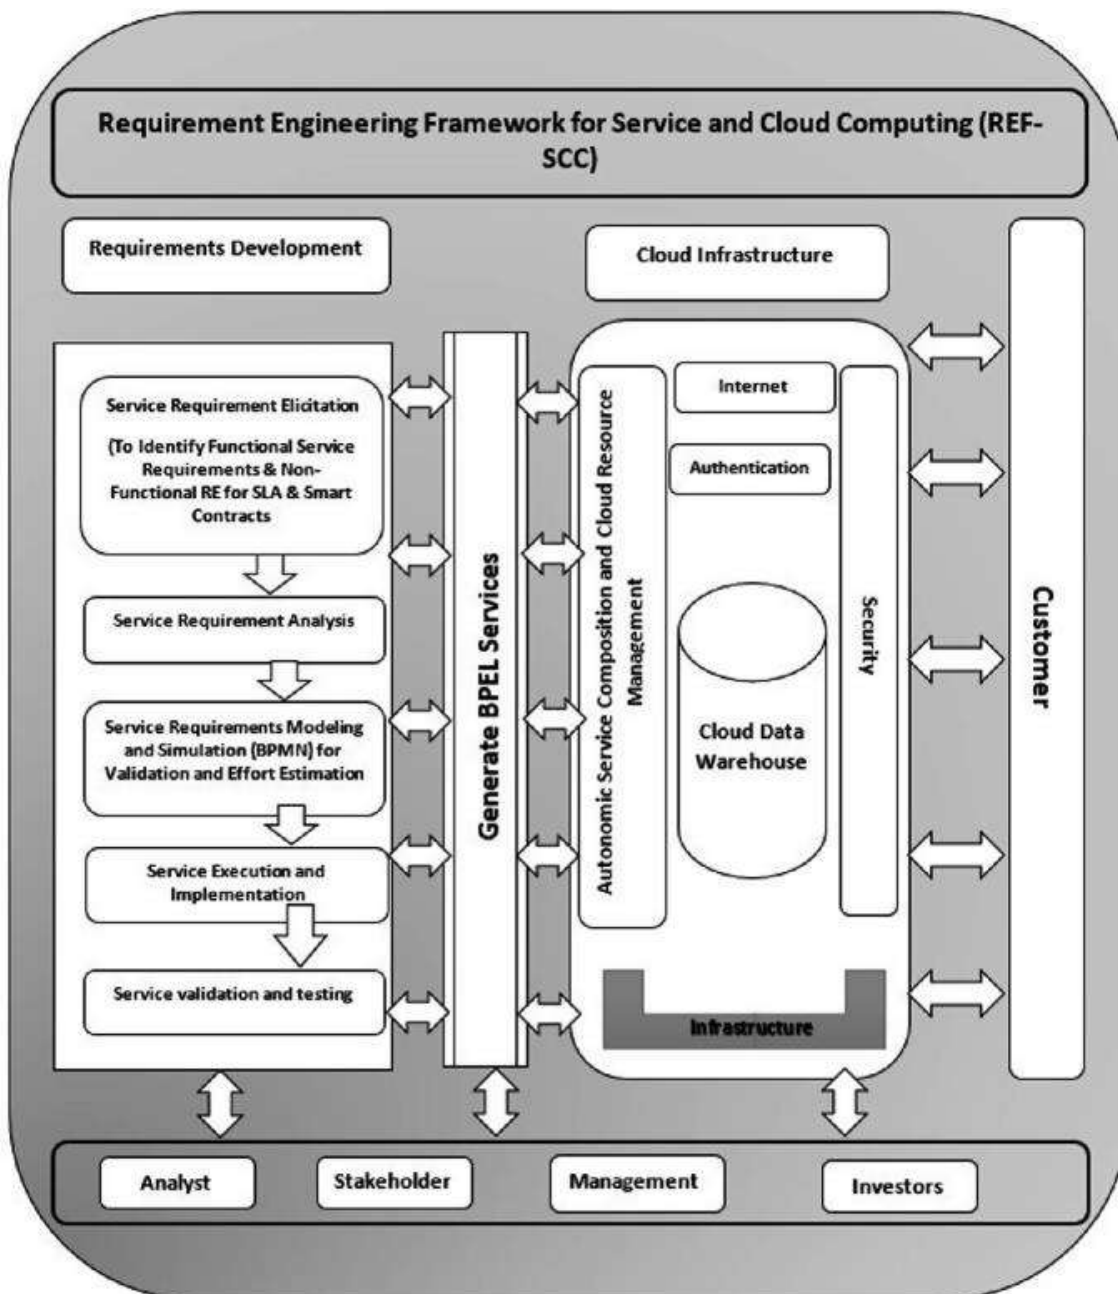 Requirement Engineering Framework for Service and Cloud Computing (REF-
SCC)
Requirements Development
Cloud Infrastructure
Service Requirement Elicitation
(To Identify Functional Service
Requirements & Non-
Functional RE for SLA & Smart
Contracts
Service Requirement Analysis
Service Requirements Modeling
and Simulation (BPMN) for
Validation and Effort Estimation
Service Execution and
Implementation
Service validation and testing
Generate BPEL Services
Autonomic Service Composition and Cloud Resource
Management
Internet
Authentication
Cloud Data
Warehouse
Security
Infrastructure
Customer
Analyst
Stakeholder
Management
Investors